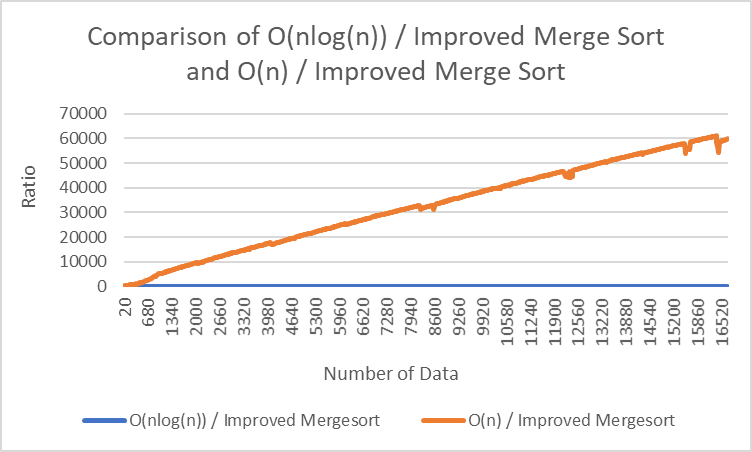 Comparison of O(nlog(n)) / Improved Merge Sort
and O(n) / Improved Merge Sort
70000
60000
50000
40000
30000
20000
10000
0
Ratio
20 680 1340 2000 2660 3320 3980 4640 5300 5960 6620 7280 7940 8600 9260 9920 10580 11240 11900 12560 13220 13880 14540 15200 15860 16520
Number of Data
O(nlog(n)) / Improved Mergesort O(n) / Improved Mergesort